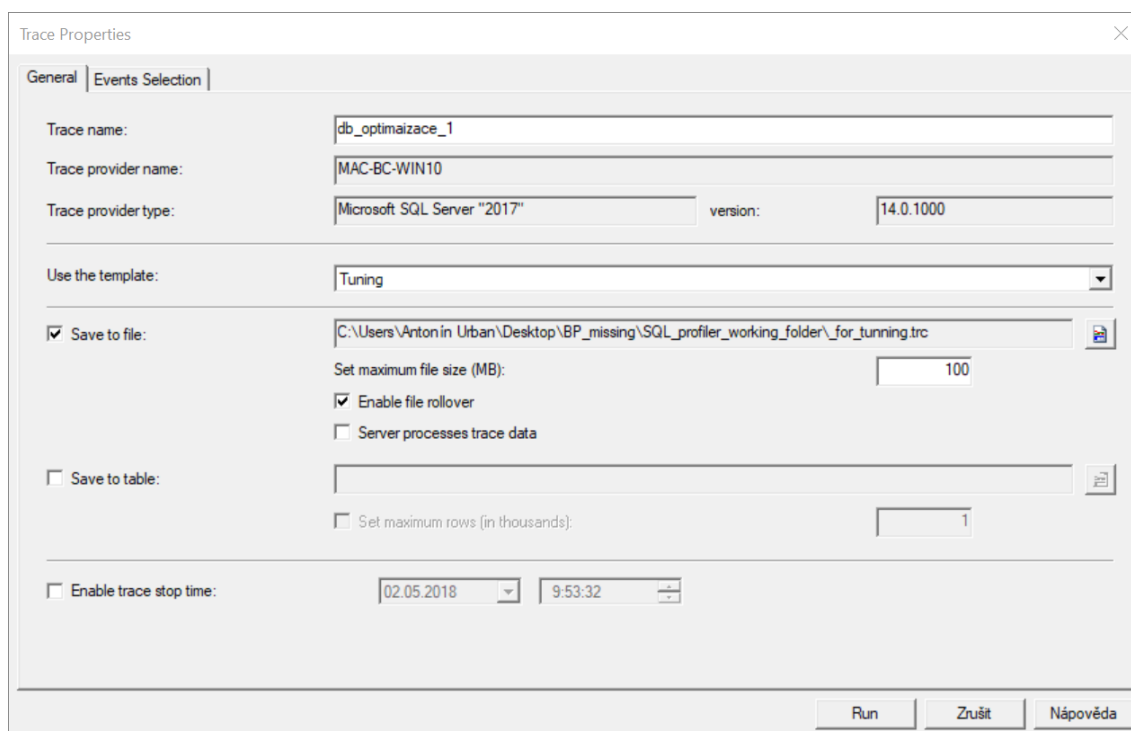 Trace Properties
General Events Selection
Trace name: db_optimaizace_1
Trace provider name: MAC-BC-WIN10
Trace provider type: Microsoft SQL Server "2017" version: 14.0.1000
Use the template: Tuning
Save to file: C:\Users\Antonín Urban\Desktop\BP_missing\SQL_profiler_working_folder\_for_tunning.trc
Set maximum file size (MB): 100
Enable file rollover
Server processes trace data
Save to table:
Set maximum rows (in thousands): 1
Enable trace stop time: 02.05.2018 9:53:32
Run Zrušit Nápověda